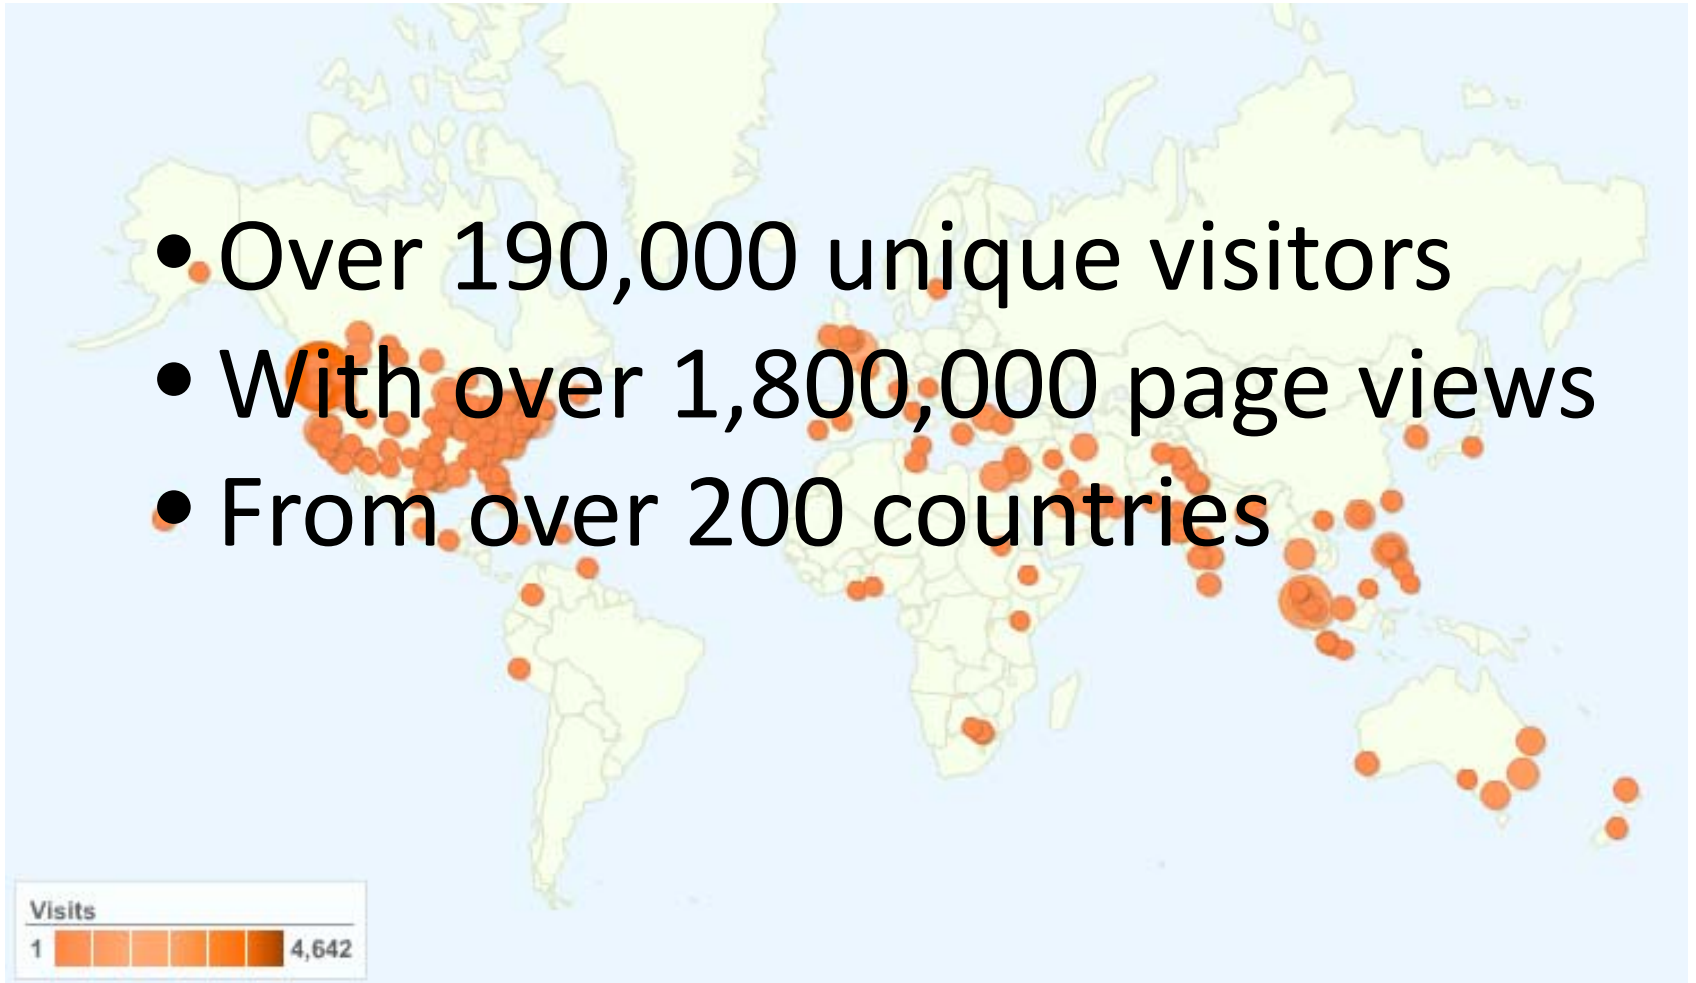 • Over 190,000 unique visitors
• With over 1,800,000 page views
• From over 200 countries
Visits
1 4,642